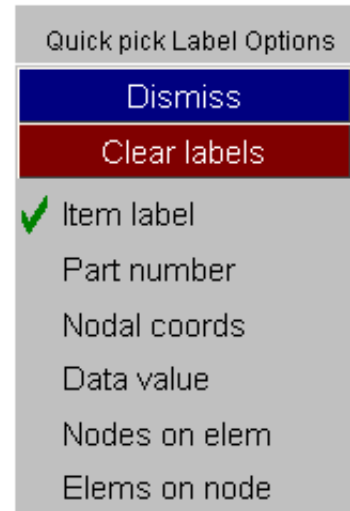 Quick pick Label Options
Dismiss
Clear labels
Item label
Part number
Nodal coords
Data value
Nodes on elem
Elems on node